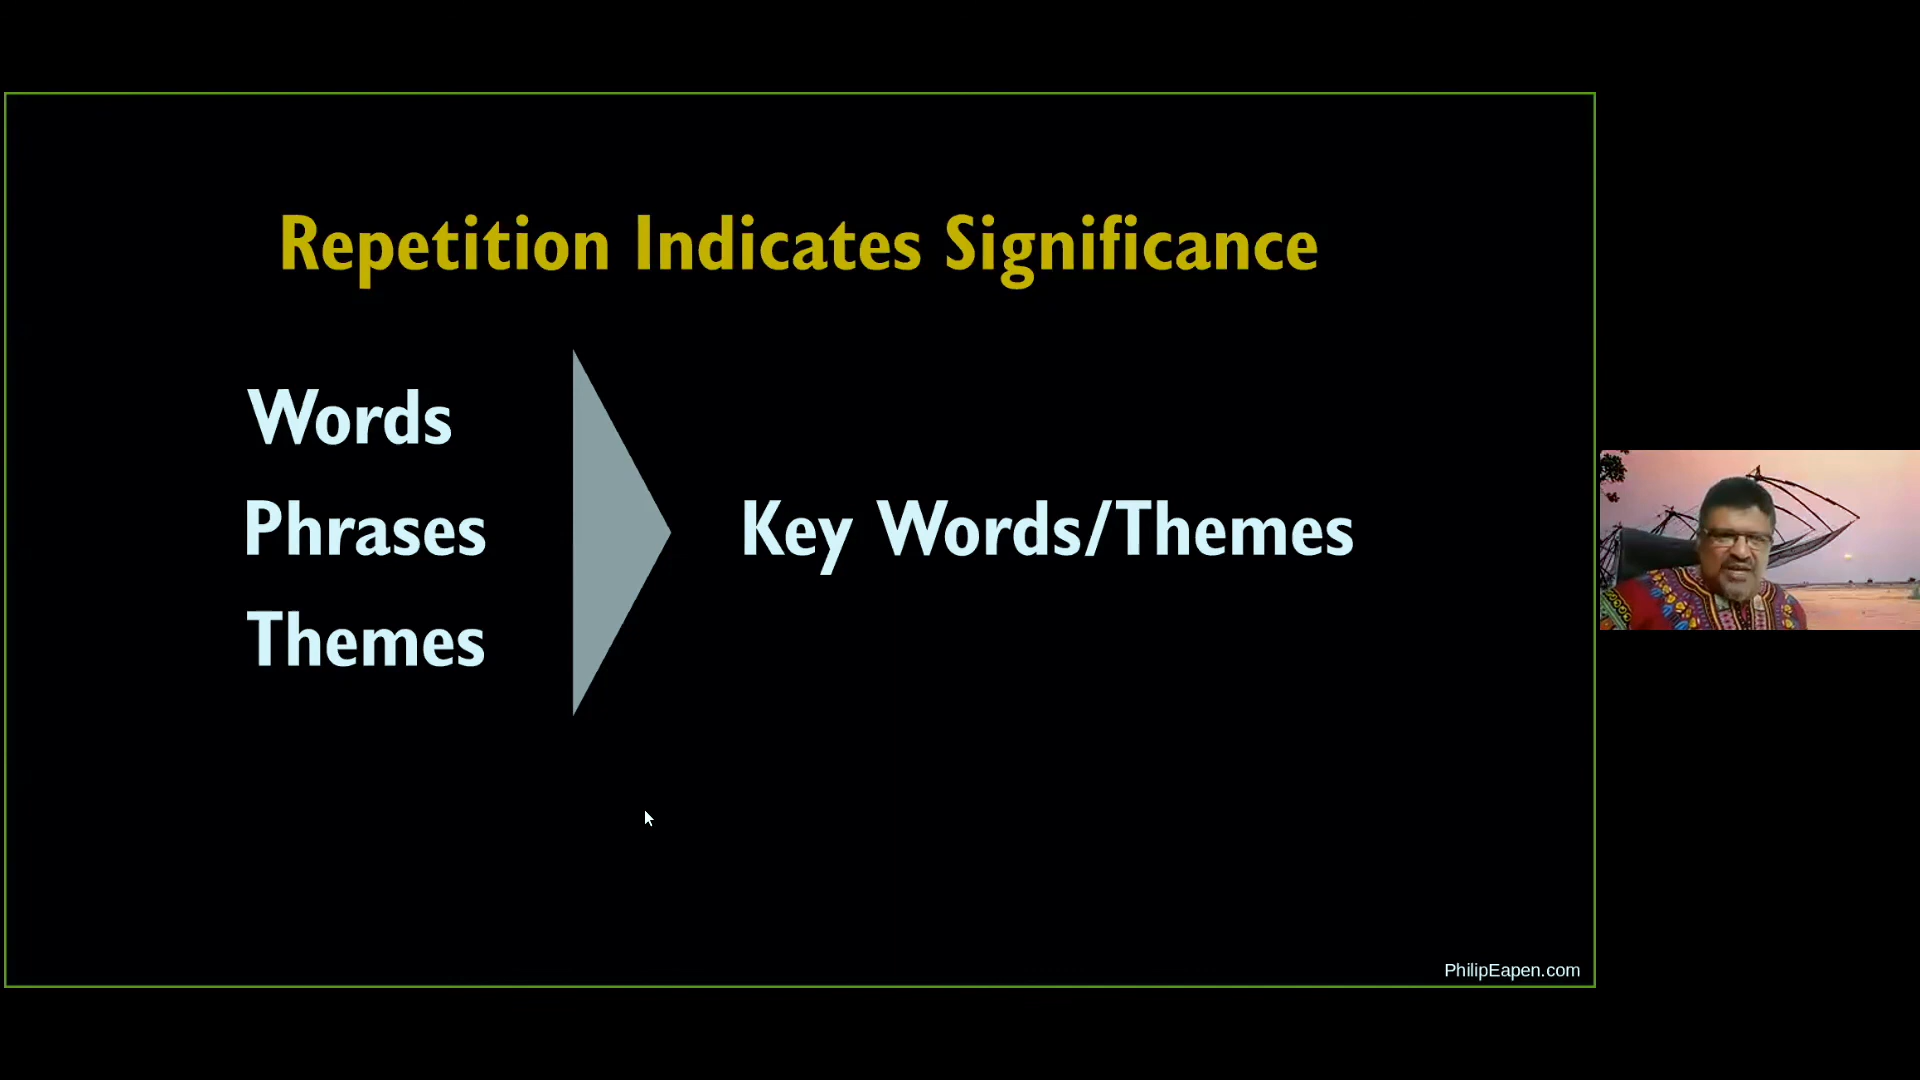 Repetition Indicates Significance
Words
Phrases
Themes
Key Words/Themes
PhilipEapen.com